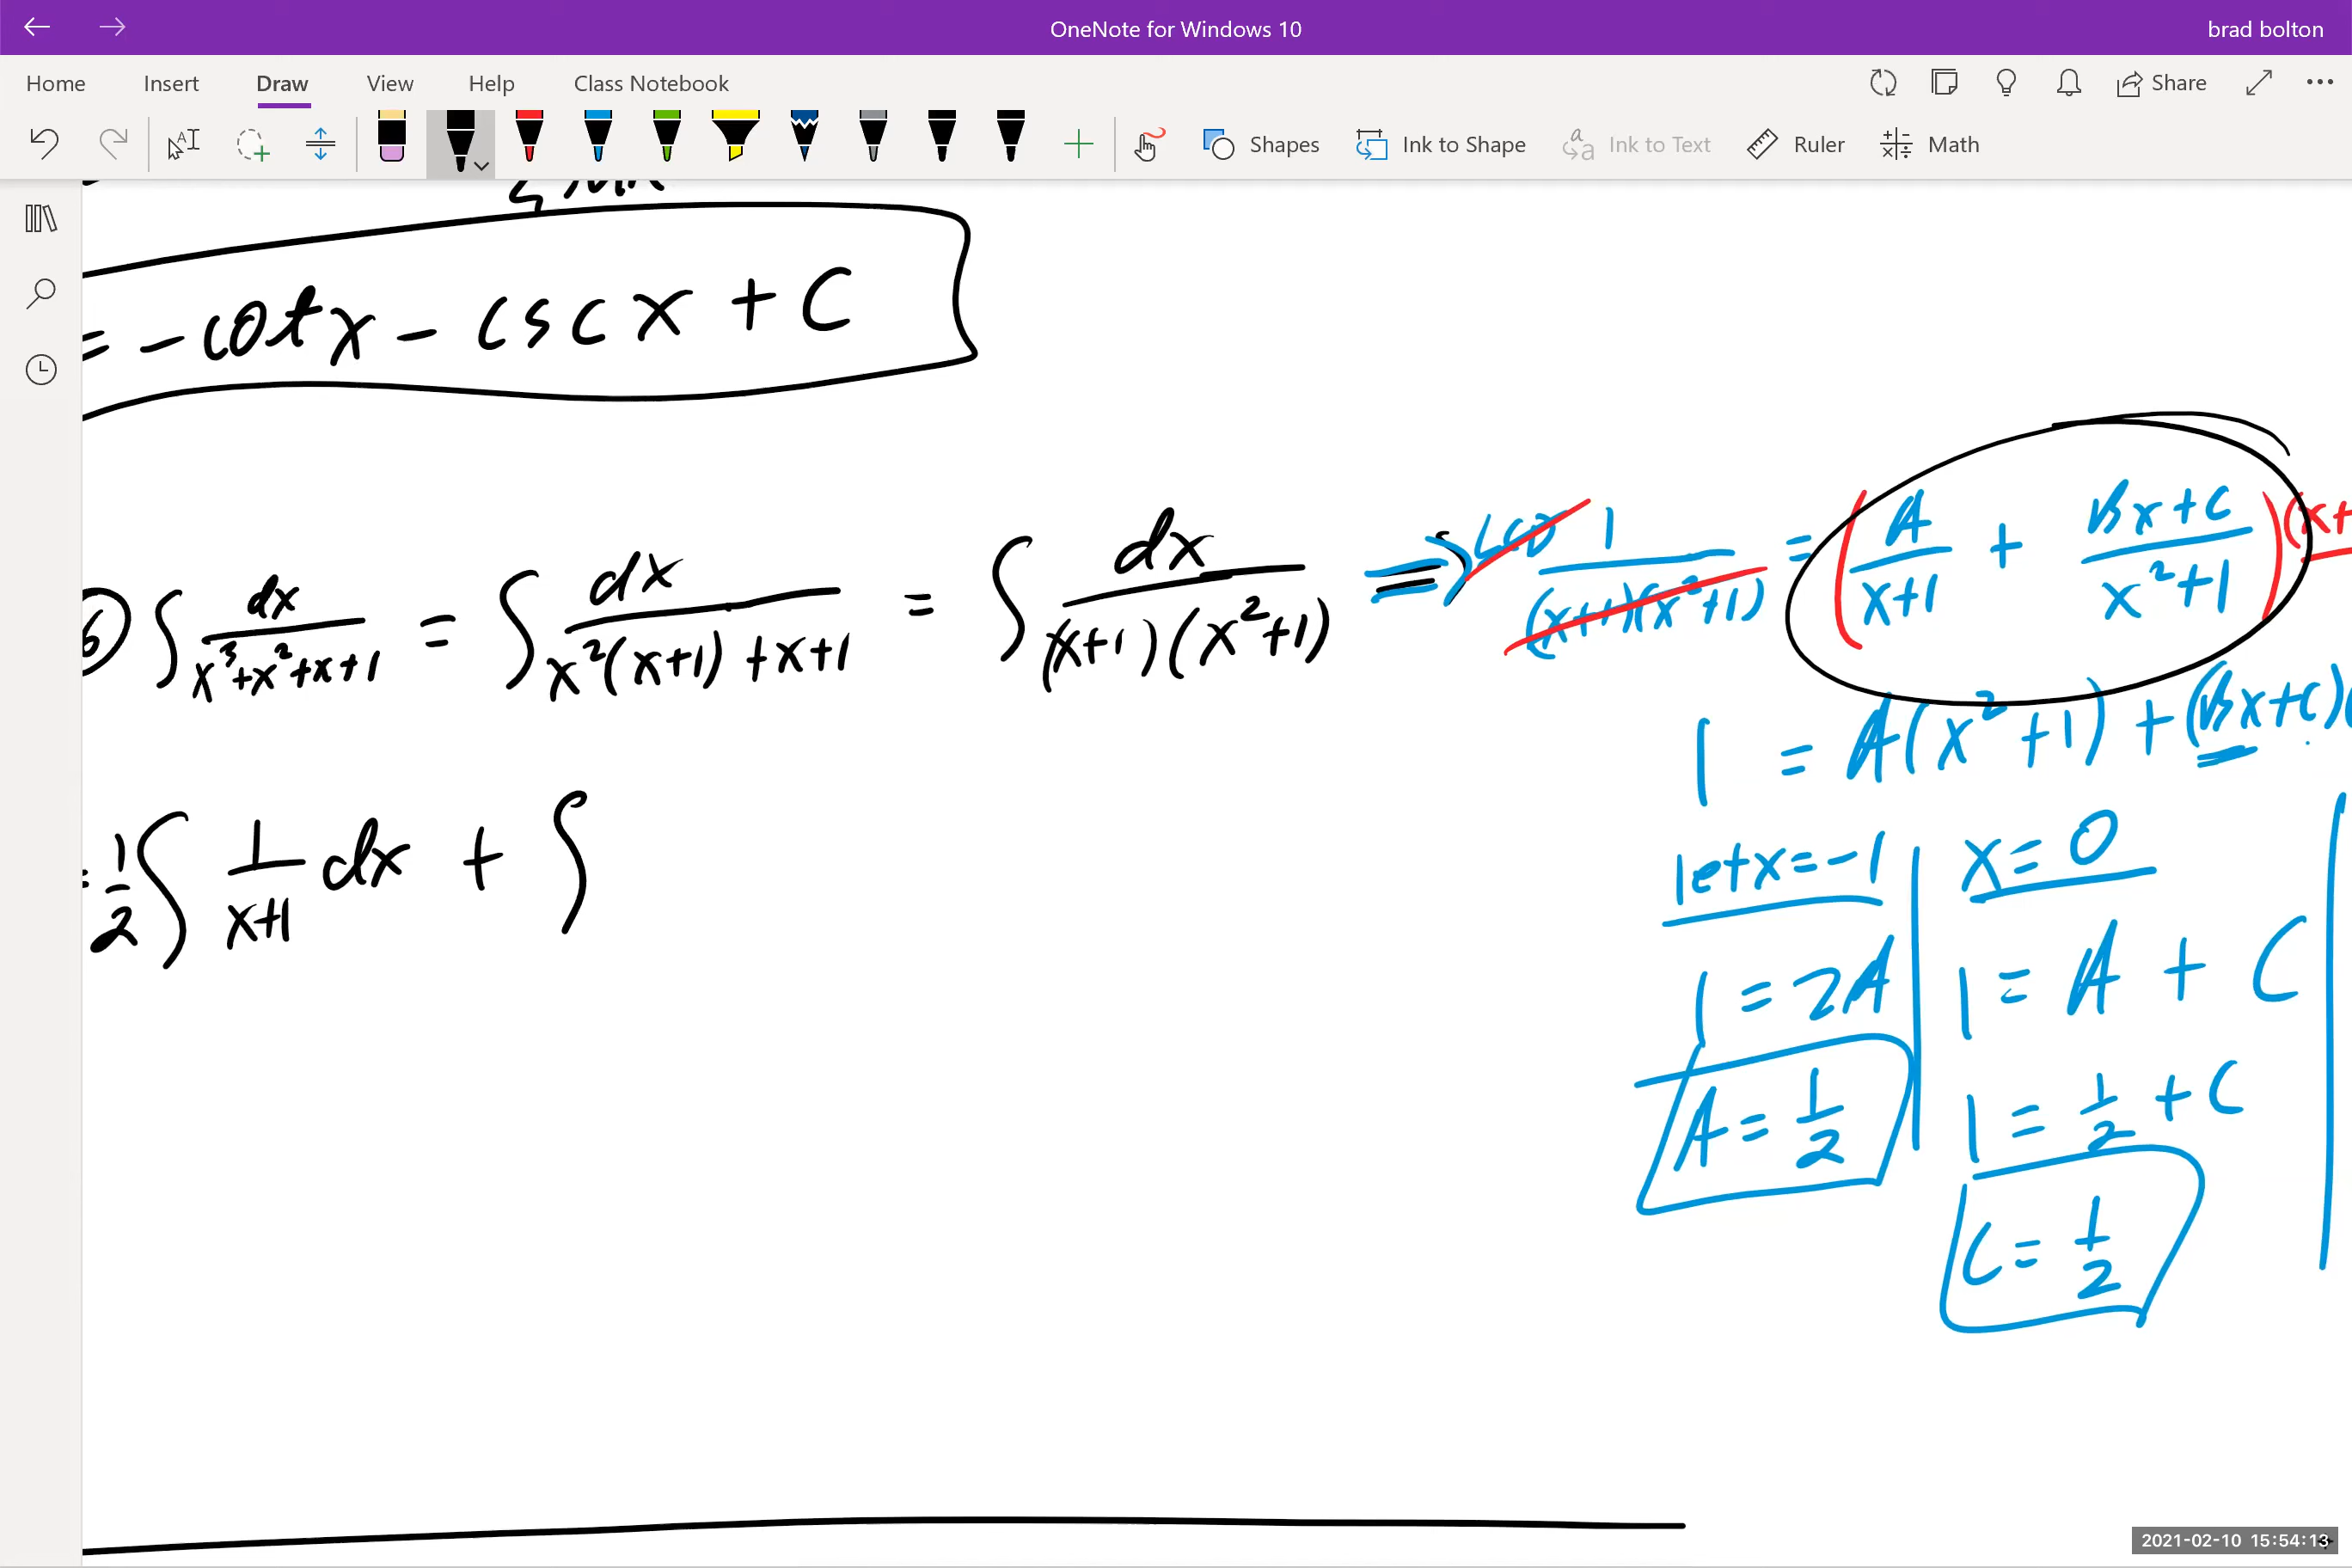 OneNote for Windows 10
brad bolton
Home Insert Draw View Help Class Notebook
Share
Shapes Ink to Shape Ink to Text Ruler Math
= -cotx - cscx + C
6 ∫ dx/(x³+x²+x+1) = ∫ dx/(x²(x+1)+x+1) = ∫ dx/((x+1)(x²+1)) ⇒ LCD 1/((x+1)(x²+1)) = (A/(x+1) + (Bx+C)/(x²+1)) (x+
1 = A(x²+1) + (Bx+C)(
= 1/2 ∫ 1/(x+1) dx + ∫
let x = -1
1 = 2A
A = 1/2
x = 0
1 = A + C
1 = 1/2 + C
C = 1/2
2021-02-10 15:54:13